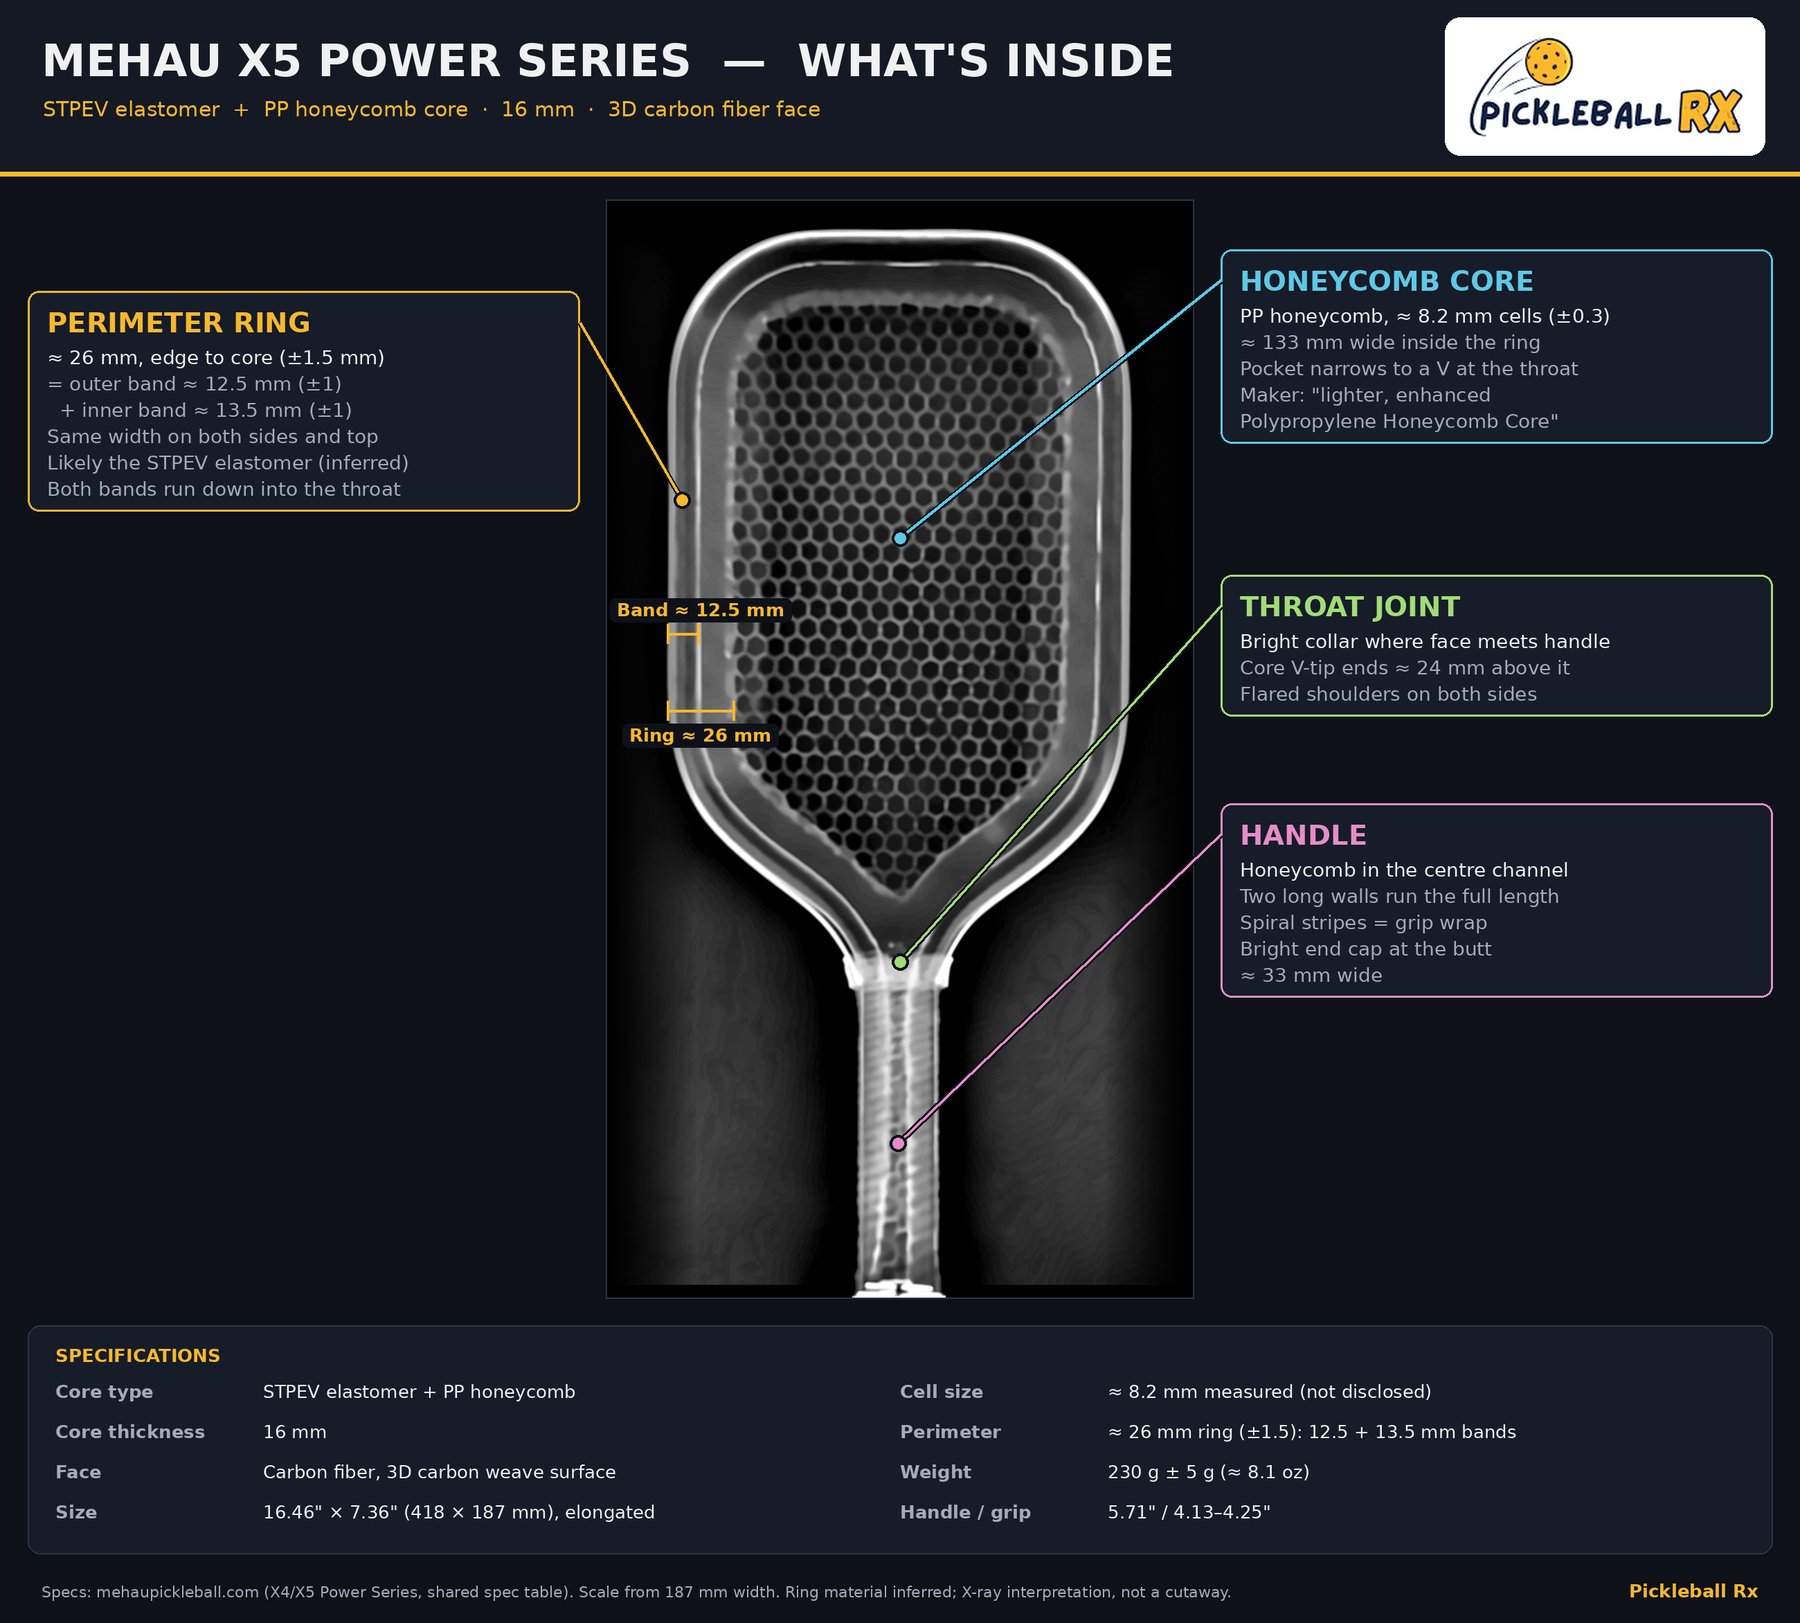 MEHAU X5 POWER SERIES — WHAT'S INSIDE
STPEV elastomer + PP honeycomb core · 16 mm · 3D carbon fiber face
PICKLEBALL RX
PERIMETER RING
≈ 26 mm, edge to core (±1.5 mm)
= outer band ≈ 12.5 mm (±1)
+ inner band ≈ 13.5 mm (±1)
Same width on both sides and top
Likely the STPEV elastomer (inferred)
Both bands run down into the throat
HONEYCOMB CORE
PP honeycomb, ≈ 8.2 mm cells (±0.3)
≈ 133 mm wide inside the ring
Pocket narrows to a V at the throat
Maker: "lighter, enhanced
Polypropylene Honeycomb Core"
Band ≈ 12.5 mm
Ring ≈ 26 mm
THROAT JOINT
Bright collar where face meets handle
Core V-tip ends ≈ 24 mm above it
Flared shoulders on both sides
HANDLE
Honeycomb in the centre channel
Two long walls run the full length
Spiral stripes = grip wrap
Bright end cap at the butt
≈ 33 mm wide
SPECIFICATIONS
Core type STPEV elastomer + PP honeycomb
Core thickness 16 mm
Face Carbon fiber, 3D carbon weave surface
Size 16.46" × 7.36" (418 × 187 mm), elongated
Cell size ≈ 8.2 mm measured (not disclosed)
Perimeter ≈ 26 mm ring (±1.5): 12.5 + 13.5 mm bands
Weight 230 g ± 5 g (≈ 8.1 oz)
Handle / grip 5.71" / 4.13–4.25"
Specs: mehaupickleball.com (X4/X5 Power Series, shared spec table). Scale from 187 mm width. Ring material inferred; X-ray interpretation, not a cutaway.
Pickleball Rx